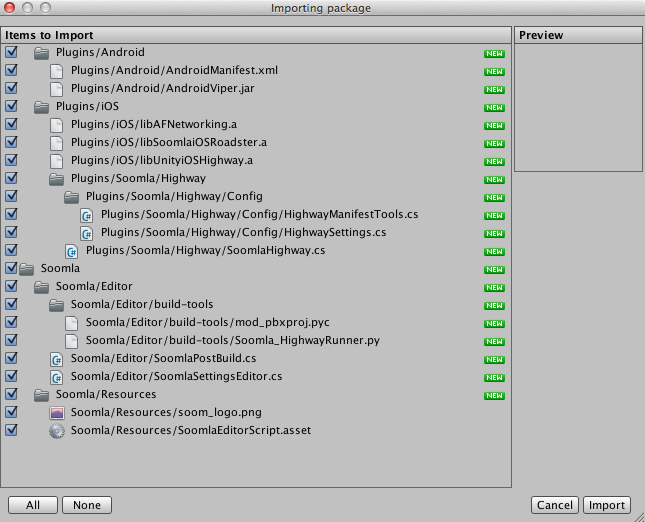 Importing package
Items to Import
Preview
Plugins/Android NEW
Plugins/Android/AndroidManifest.xml NEW
Plugins/Android/AndroidViper.jar NEW
Plugins/iOS NEW
Plugins/iOS/libAFNetworking.a NEW
Plugins/iOS/libSoomlaiOSRoadster.a NEW
Plugins/iOS/libUnityiOSHighway.a NEW
Plugins/Soomla/Highway NEW
Plugins/Soomla/Highway/Config NEW
Plugins/Soomla/Highway/Config/HighwayManifestTools.cs NEW
Plugins/Soomla/Highway/Config/HighwaySettings.cs NEW
Plugins/Soomla/Highway/SoomlaHighway.cs NEW
Soomla NEW
Soomla/Editor NEW
Soomla/Editor/build-tools NEW
Soomla/Editor/build-tools/mod_pbxproj.pyc NEW
Soomla/Editor/build-tools/Soomla_HighwayRunner.py NEW
Soomla/Editor/SoomlaPostBuild.cs NEW
Soomla/Editor/SoomlaSettingsEditor.cs NEW
Soomla/Resources NEW
Soomla/Resources/soom_logo.png
Soomla/Resources/SoomlaEditorScript.asset
All
None
Cancel
Import